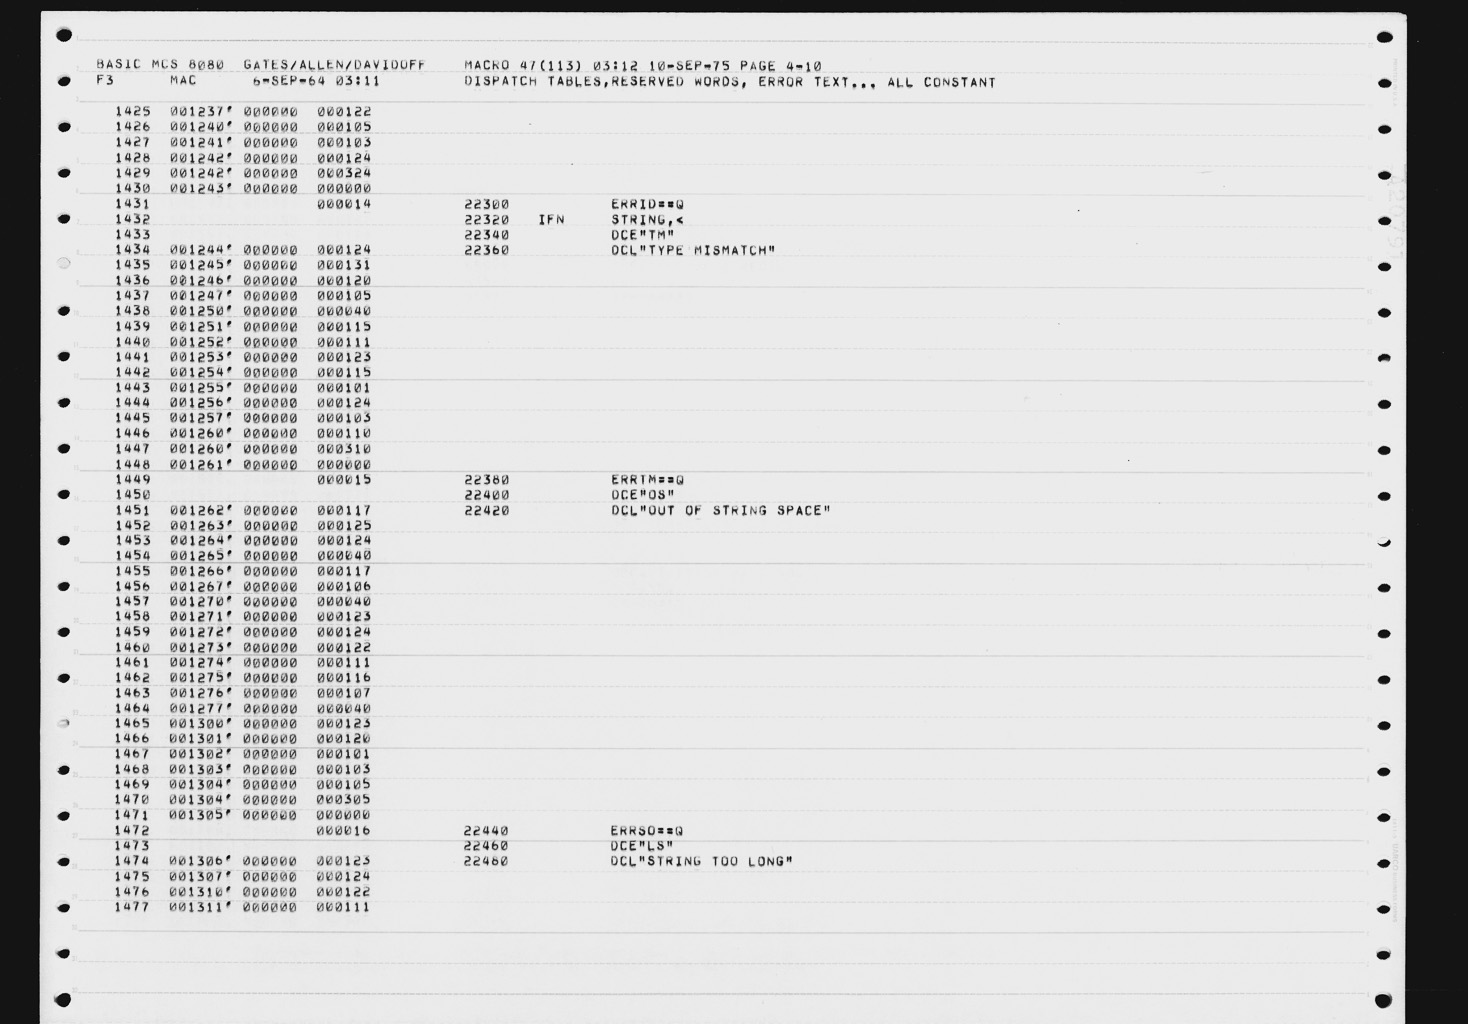 BASIC MCS 8080 GATES/ALLEN/DAVIDOFF MACRO 47(113) 03:12 10-SEP-75 PAGE 4-10
F3 MAC 6-SEP-64 03:11 DISPATCH TABLES,RESERVED WORDS, ERROR TEXT... ALL CONSTANT
1425 001237' 000000 000122
1426 001240' 000000 000105
1427 001241' 000000 000103
1428 001242' 000000 000124
1429 001242' 000000 000324
1430 001243' 000000 000000
1431 000014 22300 ERRID==Q
1432 22320 IFN STRING,<
1433 22340 DCE"TM"
1434 001244' 000000 000124 22360 DCL"TYPE MISMATCH"
1435 001245' 000000 000131
1436 001246' 000000 000120
1437 001247' 000000 000105
1438 001250' 000000 000040
1439 001251' 000000 000115
1440 001252' 000000 000111
1441 001253' 000000 000123
1442 001254' 000000 000115
1443 001255' 000000 000101
1444 001256' 000000 000124
1445 001257' 000000 000103
1446 001260' 000000 000110
1447 001260' 000000 000310
1448 001261' 000000 000000
1449 000015 22380 ERRTM==Q
1450 22400 DCE"OS"
1451 001262' 000000 000117 22420 DCL"OUT OF STRING SPACE"
1452 001263' 000000 000125
1453 001264' 000000 000124
1454 001265' 000000 000040
1455 001266' 000000 000117
1456 001267' 000000 000106
1457 001270' 000000 000040
1458 001271' 000000 000123
1459 001272' 000000 000124
1460 001273' 000000 000122
1461 001274' 000000 000111
1462 001275' 000000 000116
1463 001276' 000000 000107
1464 001277' 000000 000040
1465 001300' 000000 000123
1466 001301' 000000 000120
1467 001302' 000000 000101
1468 001303' 000000 000103
1469 001304' 000000 000105
1470 001304' 000000 000305
1471 001305' 000000 000000
1472 000016 22440 ERRSO==Q
1473 22460 DCE"LS"
1474 001306' 000000 000123 22480 DCL"STRING TOO LONG"
1475 001307' 000000 000124
1476 001310' 000000 000122
1477 001311' 000000 000111